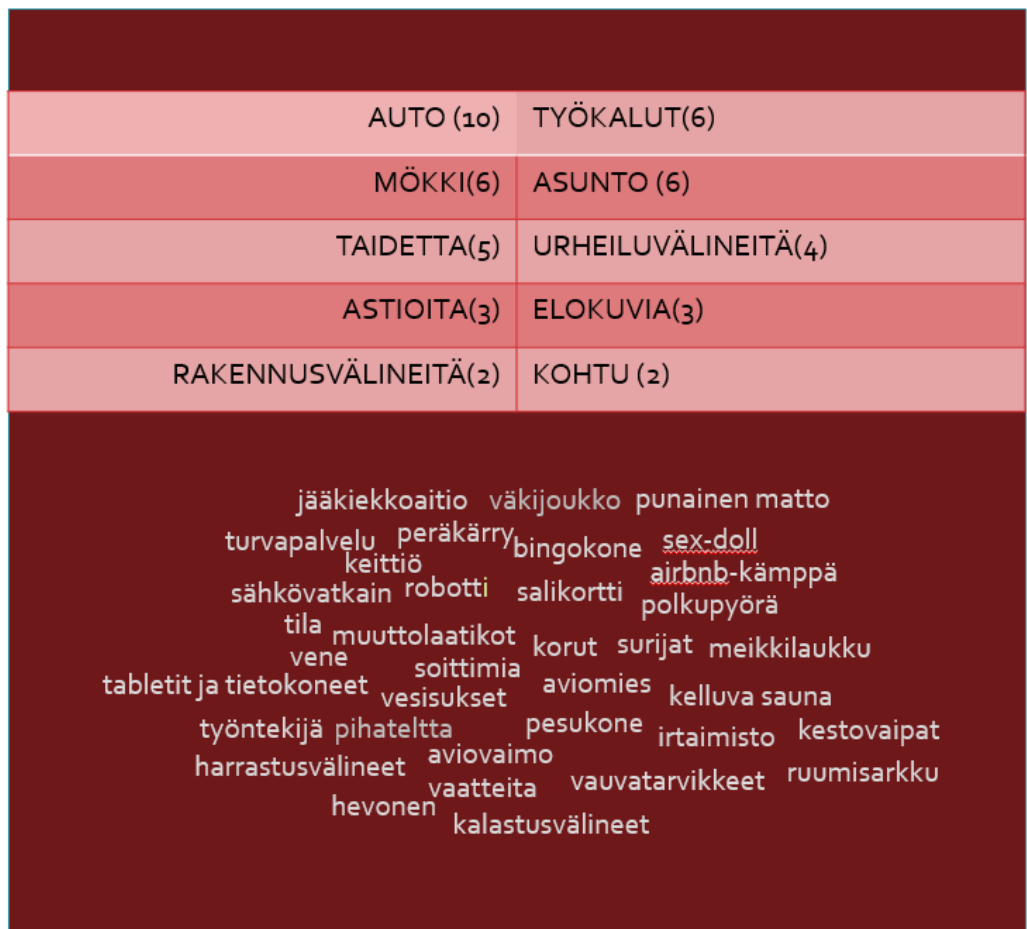 AUTO (10) TYÖKALUT(6)
MÖKKI(6) ASUNTO (6)
TAIDETTA(5) URHEILUVÄLINEITÄ(4)
ASTIOITA(3) ELOKUVIA(3)
RAKENNUSVÄLINEITÄ(2) KOHTU (2)
jääkiekkoaitio väkijoukko punainen matto
turvapalvelu peräkärry bingokone sex-doll
keittiö airbnb-kämppä
sähkövatkain robotti salikortti polkupyörä
tila muuttolaatikot korut surijat meikkilaukku
vene soittimia
tabletit ja tietokoneet vesisukset aviomies kelluva sauna
työntekijä pihateltta pesukone irtaimisto kestovaipat
harrastusvälineet aviovaimo
vaatteita vauvatarvikkeet ruumisarkku
hevonen
kalastusvälineet